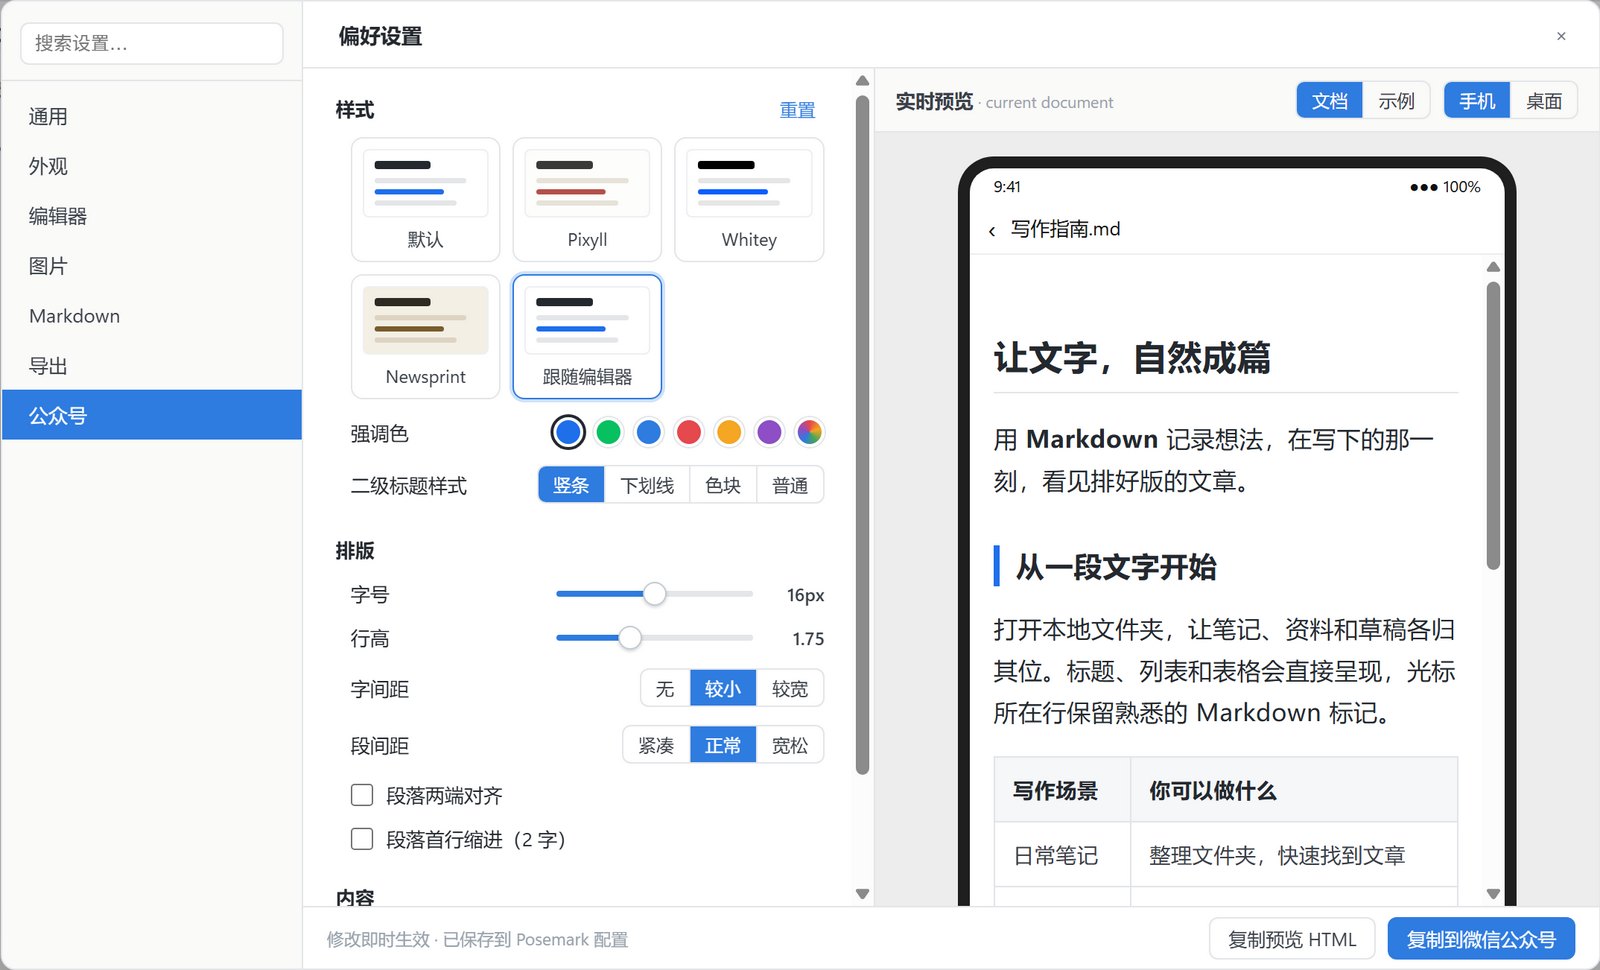 搜索设置...
通用
外观
编辑器
图片
Markdown
导出
公众号
偏好设置
×
样式
重置
默认
Pixyll
Whitey
Newsprint
跟随编辑器
强调色
二级标题样式
竖条
下划线
色块
普通
排版
字号
16px
行高
1.75
字间距
无
较小
较宽
段间距
紧凑
正常
宽松
段落两端对齐
段落首行缩进（2 字）
内容
实时预览 · current document
文档
示例
手机
桌面
9:41
●●● 100%
‹ 写作指南.md
让文字，自然成篇
用 Markdown 记录想法，在写下的那一
刻，看见排好版的文章。
从一段文字开始
打开本地文件夹，让笔记、资料和草稿各归
其位。标题、列表和表格会直接呈现，光标
所在行保留熟悉的 Markdown 标记。
写作场景
你可以做什么
日常笔记
整理文件夹，快速找到文章
修改即时生效 · 已保存到 Posemark 配置
复制预览 HTML
复制到微信公众号